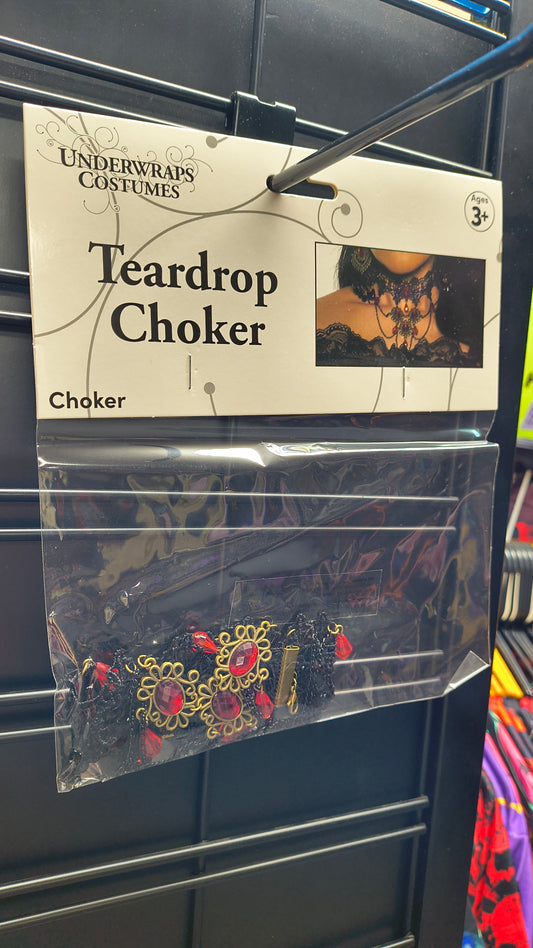 UNDERWRAPS
COSTUMES
Ages
3+
Teardrop
Choker
Choker